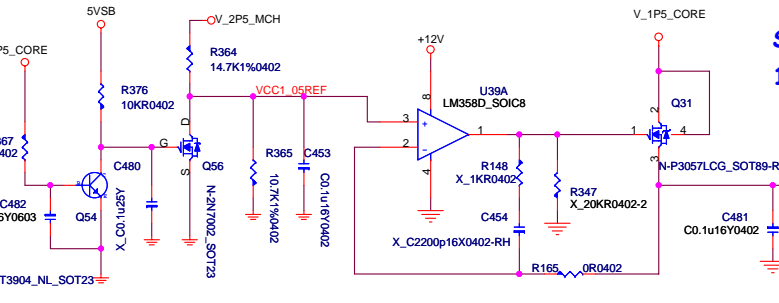 5VSB
V_2P5_MCH
V_1P5_CORE
P5_CORE
+12V
R364
14.7K1%0402
R376
10KR0402
VCC1_05REF
U39A
LM358D_SOIC8
Q31
8
2
D
3
+
1
1
4
2
-
G
C480
Q56
R365
C453
4
R148
X_1KR0402
3
N-P3057LCG_SOT89-R
S
R347
X_20KR0402-2
C482
6Y0603
Q54
X_C0.1u25Y
N-2N7002_SOT23
10.7K1%0402
C0.1u16Y0402
C454
X_C2200p16X0402-RH
C481
C0.1u16Y0402
R165
0R0402
T3904_NL_SOT23
67
402